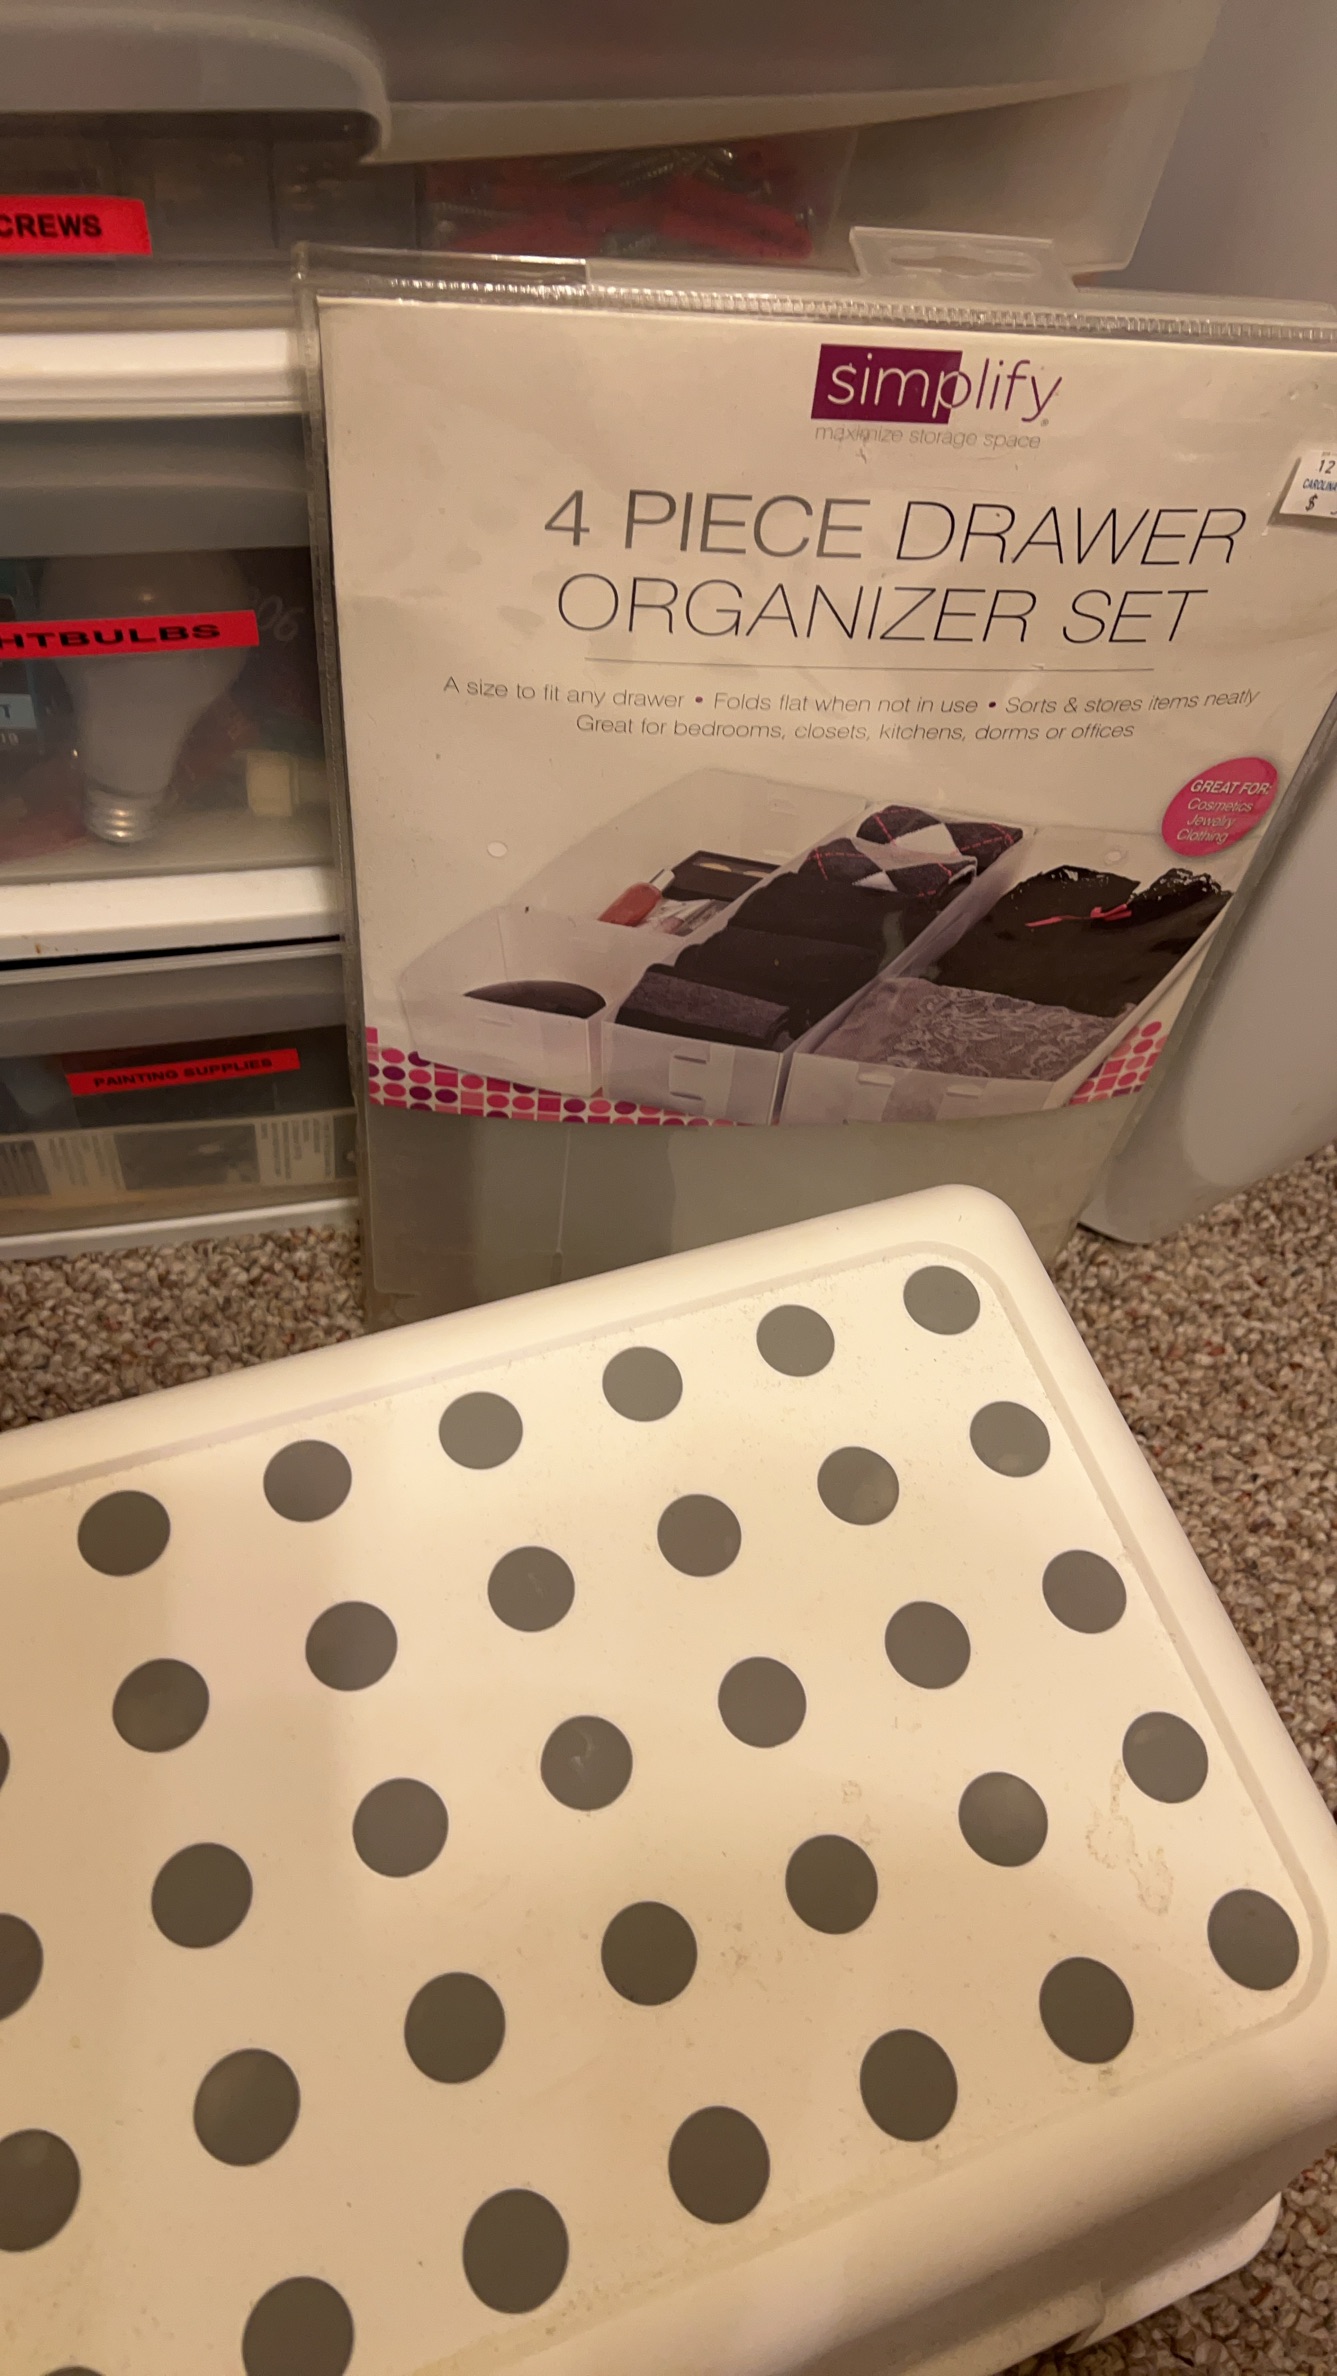 CREWS
simplify
maximize storage space
12
CAROLINA
$
4 PIECE DRAWER
ORGANIZER SET
A size to fit any drawer • Folds flat when not in use • Sorts & stores items neatly
Great for bedrooms, closets, kitchens, dorms or offices
GREAT FOR:
Cosmetics
Jewelry
Clothing
HTBULBS
PAINTING SUPPLIES